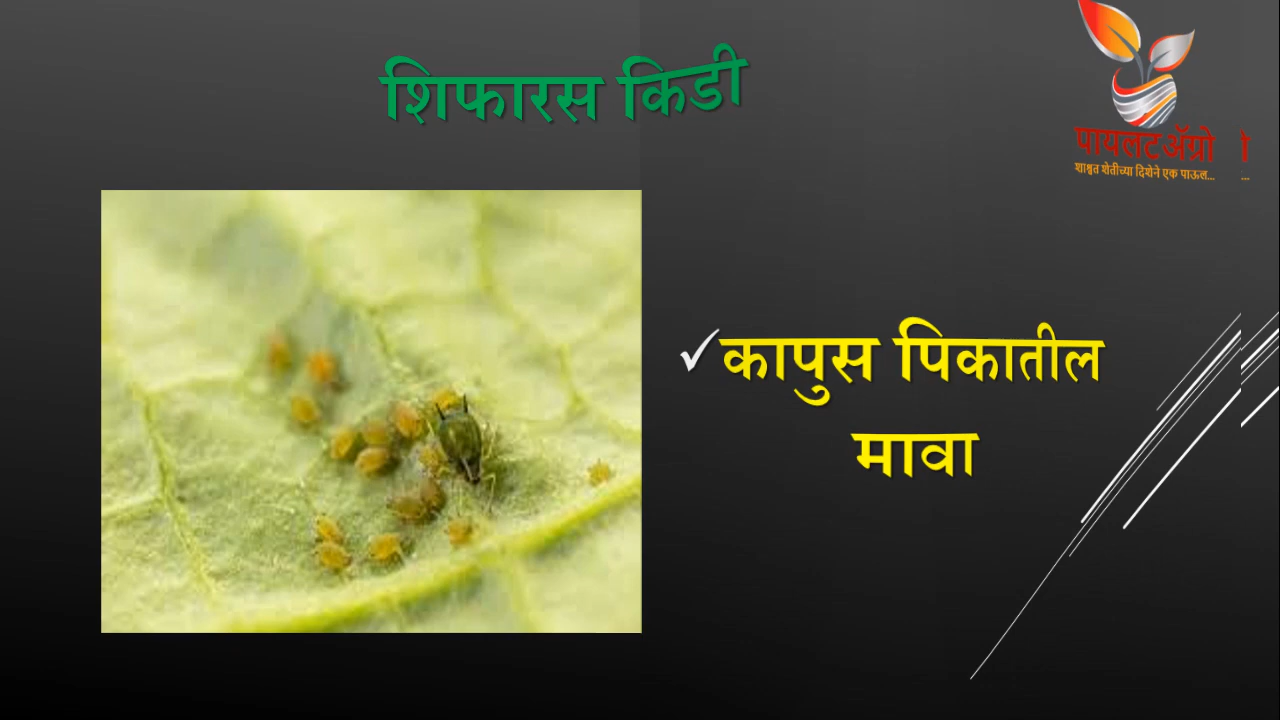 शिफारस किडी
पायलटॲग्रो
शाश्वत शेतीच्या दिशेने एक पाऊल...
✓कापुस पिकातील
मावा